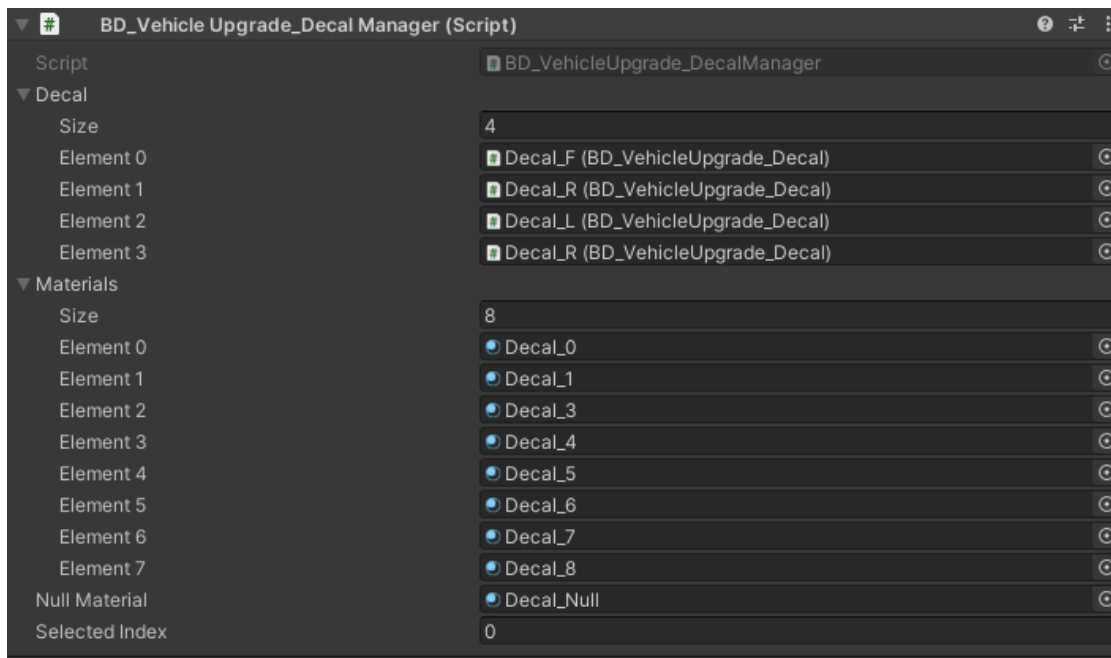 BD_Vehicle Upgrade_Decal Manager (Script)
Script BD_VehicleUpgrade_DecalManager
Decal
Size 4
Element 0 Decal_F (BD_VehicleUpgrade_Decal)
Element 1 Decal_R (BD_VehicleUpgrade_Decal)
Element 2 Decal_L (BD_VehicleUpgrade_Decal)
Element 3 Decal_R (BD_VehicleUpgrade_Decal)
Materials
Size 8
Element 0 Decal_0
Element 1 Decal_1
Element 2 Decal_3
Element 3 Decal_4
Element 4 Decal_5
Element 5 Decal_6
Element 6 Decal_7
Element 7 Decal_8
Null Material Decal_Null
Selected Index 0